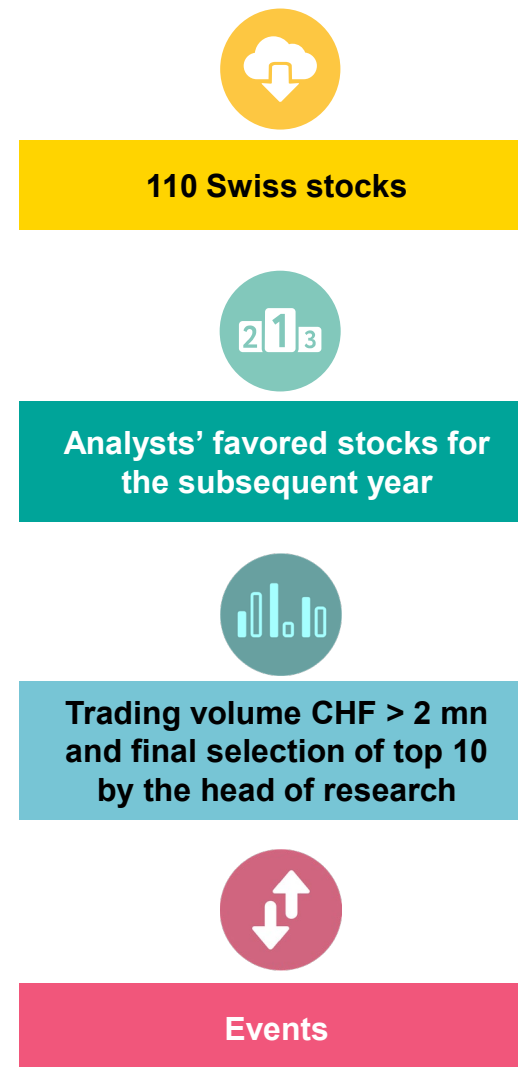 110 Swiss stocks
2 1 3
Analysts’ favored stocks for
the subsequent year
Trading volume CHF > 2 mn
and final selection of top 10
by the head of research
Events